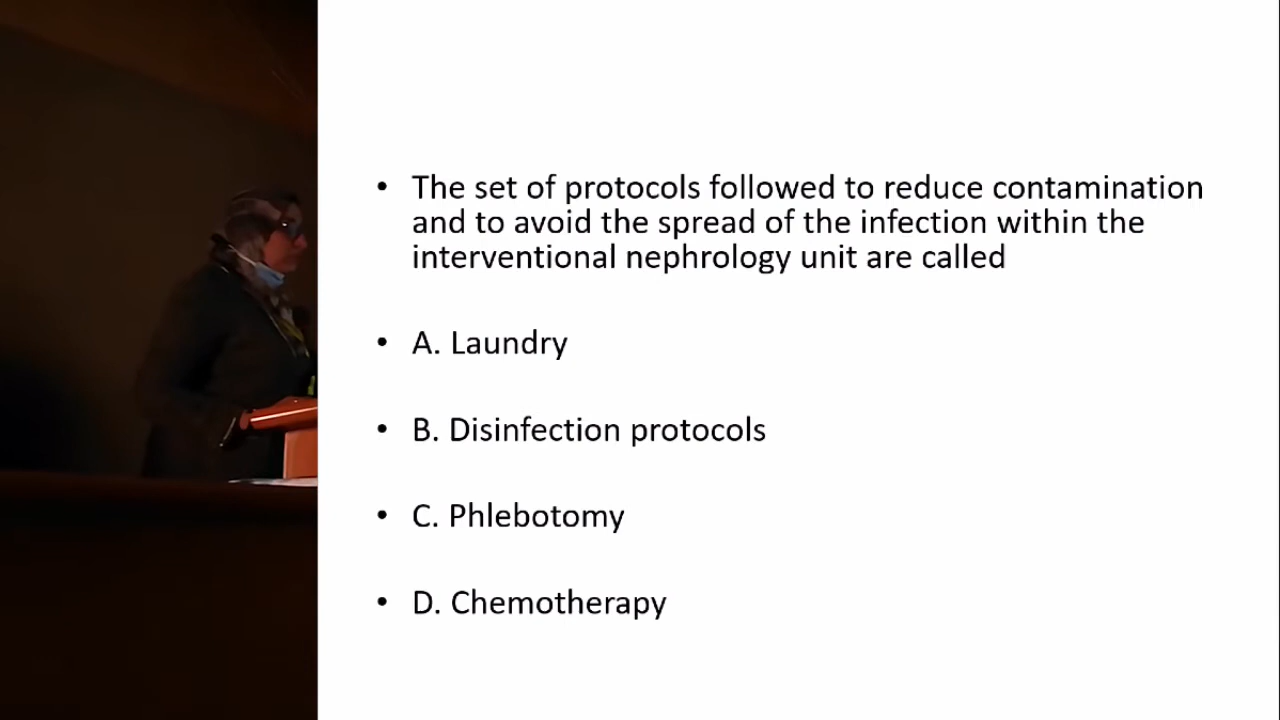 • The set of protocols followed to reduce contamination
and to avoid the spread of the infection within the
interventional nephrology unit are called
• A. Laundry
• B. Disinfection protocols
• C. Phlebotomy
• D. Chemotherapy